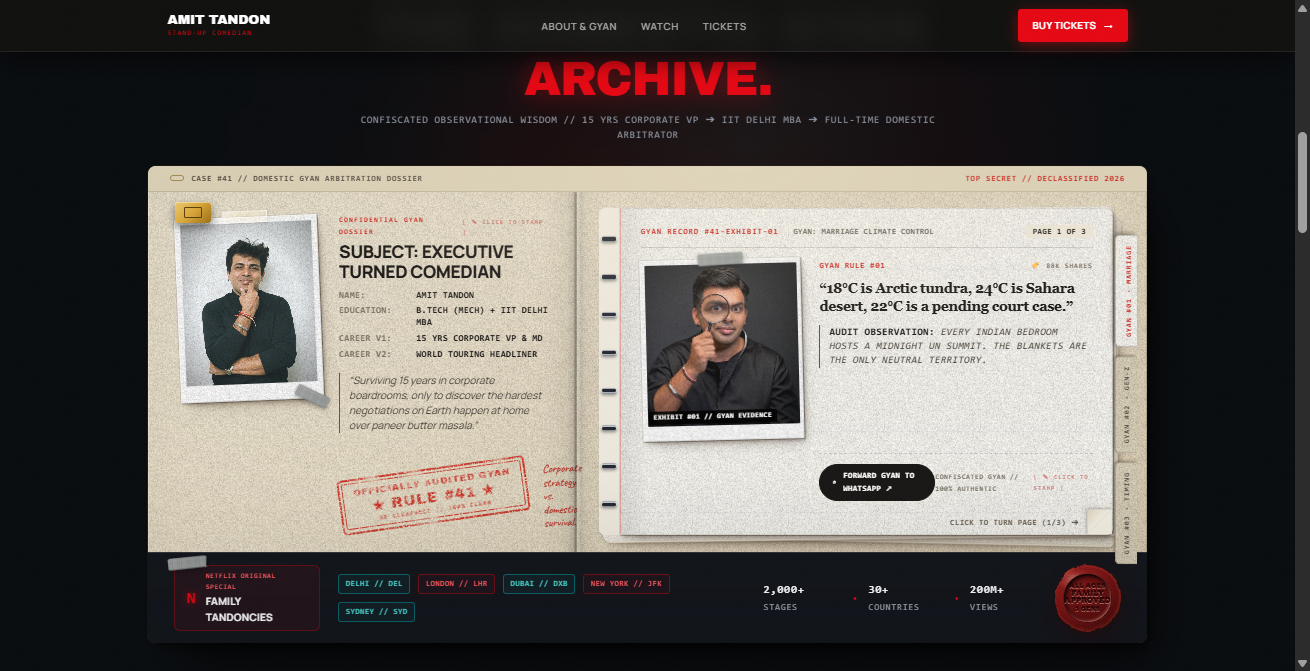 AMIT TANDON
STAND-UP COMEDIAN
ABOUT & GYAN
WATCH
TICKETS
BUY TICKETS →
ARCHIVE.
CONFISCATED OBSERVATIONAL WISDOM // 15 YRS CORPORATE VP → IIT DELHI MBA → FULL-TIME DOMESTIC
ARBITRATOR
CASE #41 // DOMESTIC GYAN ARBITRATION DOSSIER
TOP SECRET // DECLASSIFIED 2026
CONFIDENTIAL GYAN
DOSSIER
[ CLICK TO STAMP
]
SUBJECT: EXECUTIVE
TURNED COMEDIAN
NAME: AMIT TANDON
EDUCATION: B.TECH (MECH) + IIT DELHI
MBA
CAREER V1: 15 YRS CORPORATE VP & MD
CAREER V2: WORLD TOURING HEADLINER
"Surviving 15 years in corporate
boardrooms, only to discover the hardest
negotiations on Earth happen at home
over paneer butter masala."
OFFICIALLY AUDITED GYAN
★ RULE #41 ★
100% CLEAN
Corporate
strategy
vs.
domestic
survival.
GYAN RECORD #41-EXHIBIT-01
GYAN: MARRIAGE CLIMATE CONTROL
PAGE 1 OF 3
EXHIBIT #01 // GYAN EVIDENCE
GYAN RULE #01
88K SHARES
“18°C is Arctic tundra, 24°C is Sahara
desert, 22°C is a pending court case.”
AUDIT OBSERVATION: EVERY INDIAN BEDROOM
HOSTS A MIDNIGHT UN SUMMIT. THE BLANKETS ARE
THE ONLY NEUTRAL TERRITORY.
FORWARD GYAN TO
WHATSAPP ↗
CONFISCATED GYAN //
100% AUTHENTIC
[ CLICK TO
STAMP ]
CLICK TO TURN PAGE (1/3) →
GYAN #01 · MARRIAGE
GYAN #02 · GEN-Z
GYAN #03 · TIMING
NETFLIX ORIGINAL
SPECIAL
N
FAMILY
TANDONCIES
DELHI // DEL
LONDON // LHR
DUBAI // DXB
NEW YORK // JFK
SYDNEY // SYD
2,000+
STAGES
30+
COUNTRIES
200M+
VIEWS
ALL AGES
FAMILY
APPROVED